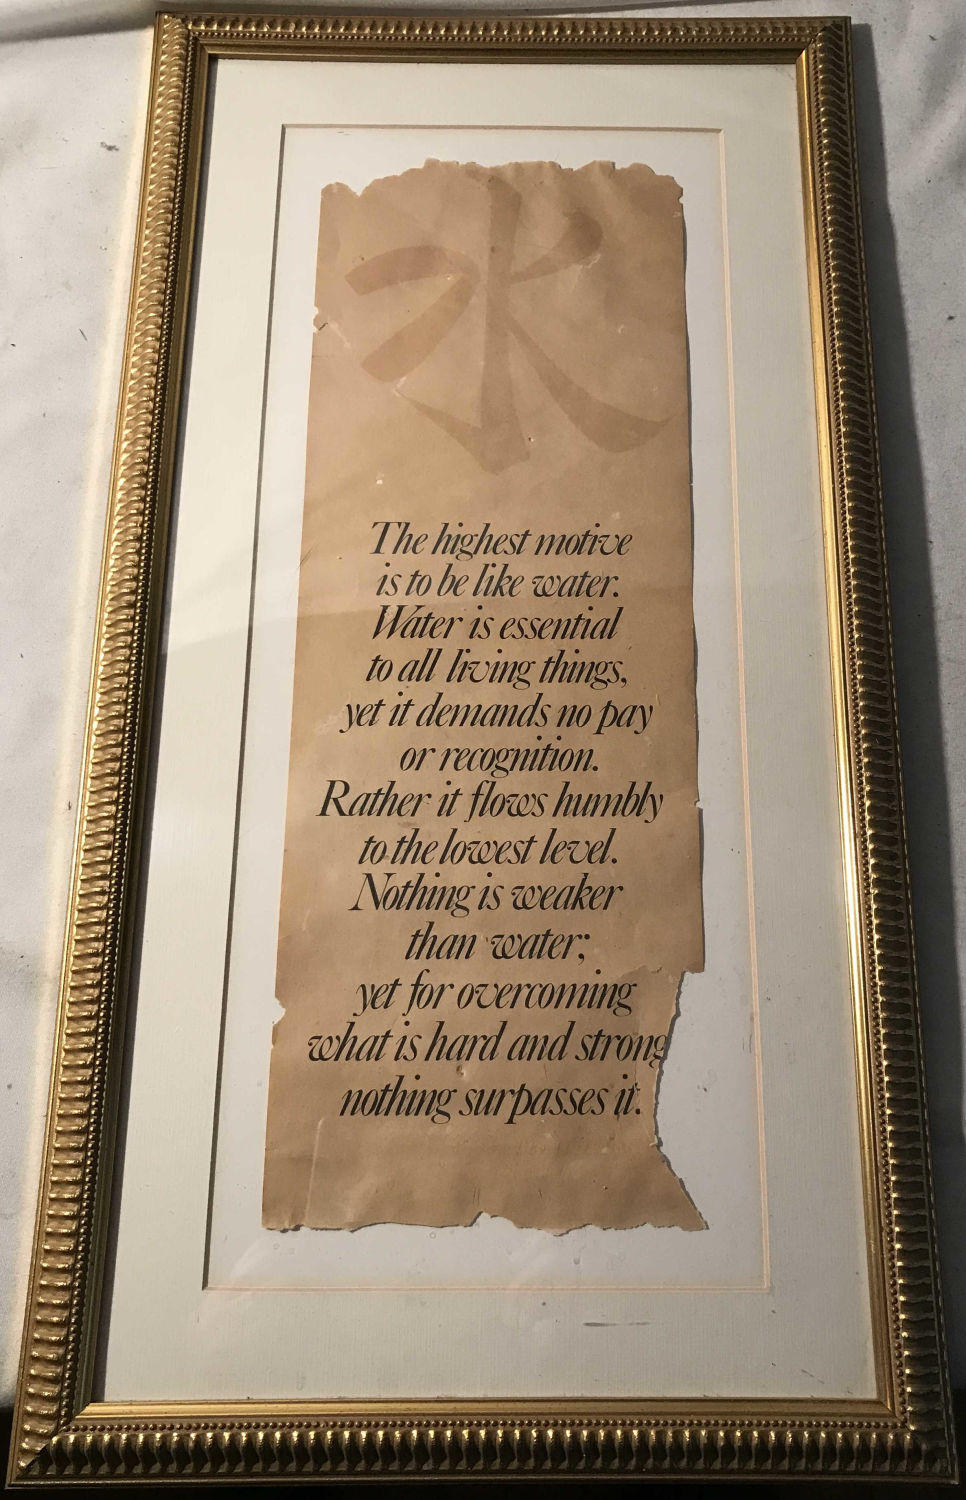 永
The highest motive
is to be like water.
Water is essential
to all living things,
yet it demands no pay
or recognition.
Rather it flows humbly
to the lowest level.
Nothing is weaker
than water;
yet for overcoming
what is hard and strong
nothing surpasses it.